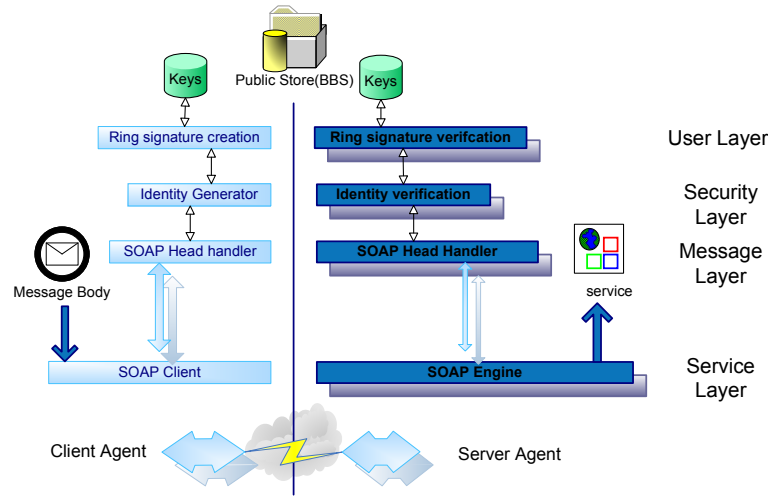 Public Store(BBS)
Keys
Keys
Ring signature creation
Ring signature verifcation
User Layer
Identity Generator
Identity verification
Security
Layer
SOAP Head handler
SOAP Head Handler
Message
Layer
Message Body
service
SOAP Client
SOAP Engine
Service
Layer
Client Agent
Server Agent